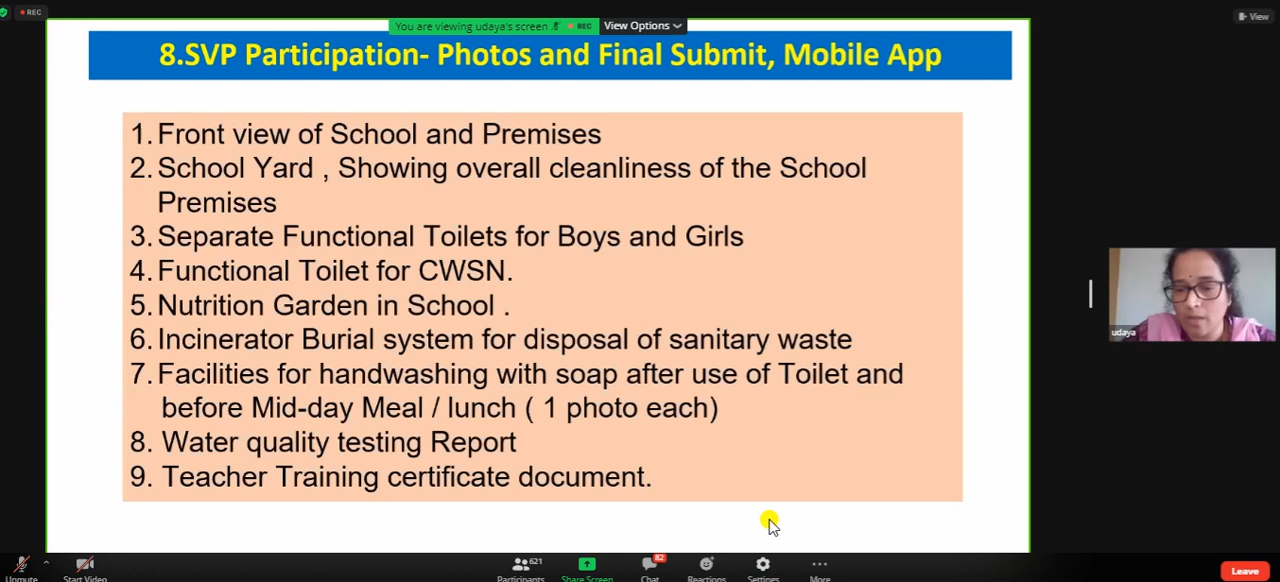 REC
You are viewing udaya's screen
REC
View Options
View
8.SVP Participation- Photos and Final Submit, Mobile App
1. Front view of School and Premises
2. School Yard , Showing overall cleanliness of the School
Premises
3. Separate Functional Toilets for Boys and Girls
4. Functional Toilet for CWSN.
5. Nutrition Garden in School .
6. Incinerator Burial system for disposal of sanitary waste
7. Facilities for handwashing with soap after use of Toilet and
before Mid-day Meal / lunch ( 1 photo each)
8. Water quality testing Report
9. Teacher Training certificate document.
udaya
621
82
Unmute
Start Video
Participants
Share Screen
Chat
Reactions
Settings
More
Leave